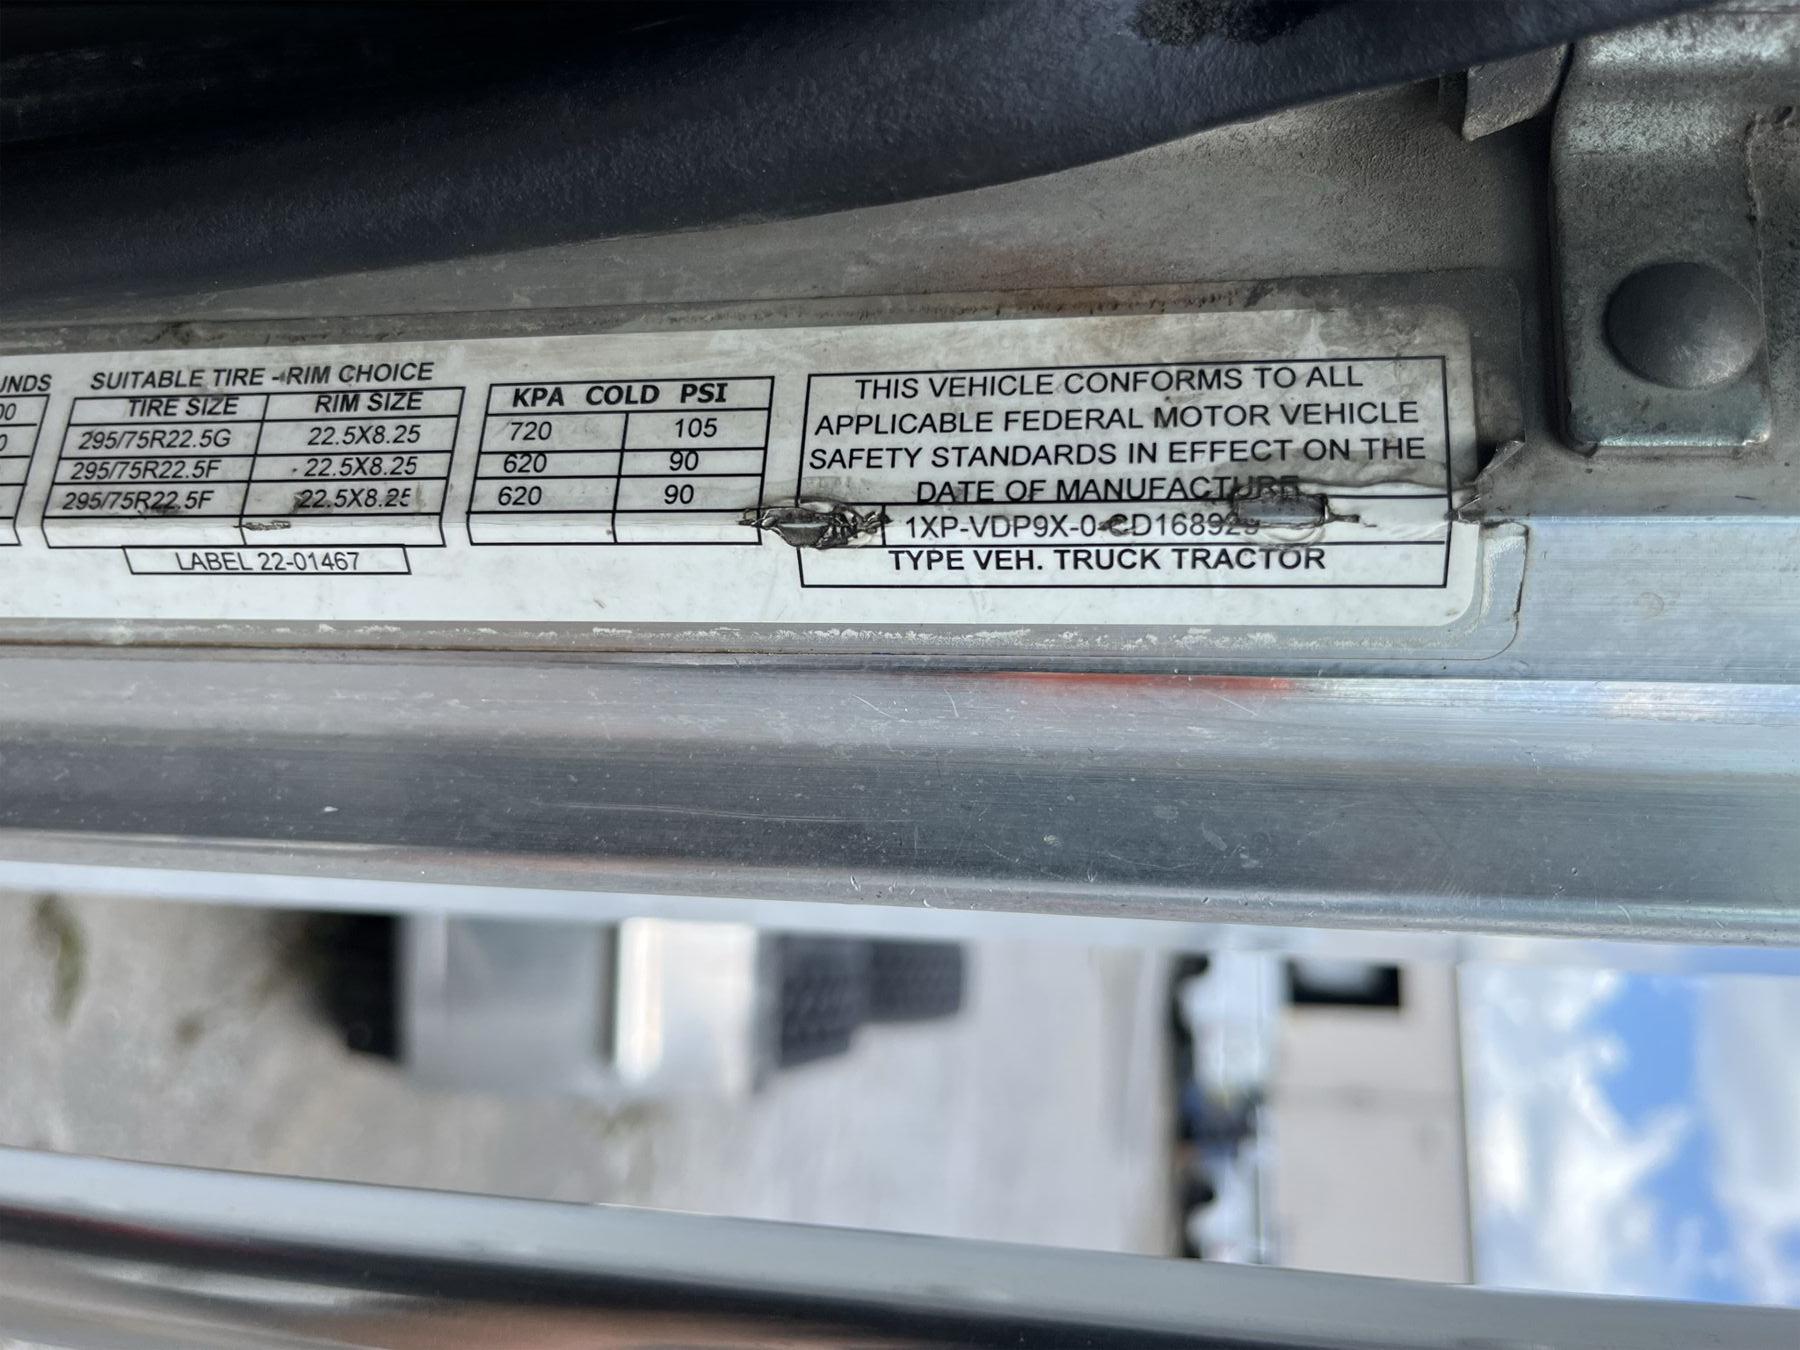 SUITABLE TIRE - RIM CHOICE
TIRE SIZE RIM SIZE
295/75R22.5G 22.5X8.25
295/75R22.5F 22.5X8.25
295/75R22.5F 22.5X8.25
LABEL 22-01467
KPA COLD PSI
720 105
620 90
620 90
THIS VEHICLE CONFORMS TO ALL
APPLICABLE FEDERAL MOTOR VEHICLE
SAFETY STANDARDS IN EFFECT ON THE
DATE OF MANUFACTURE
TYPE VEH. TRUCK TRACTOR